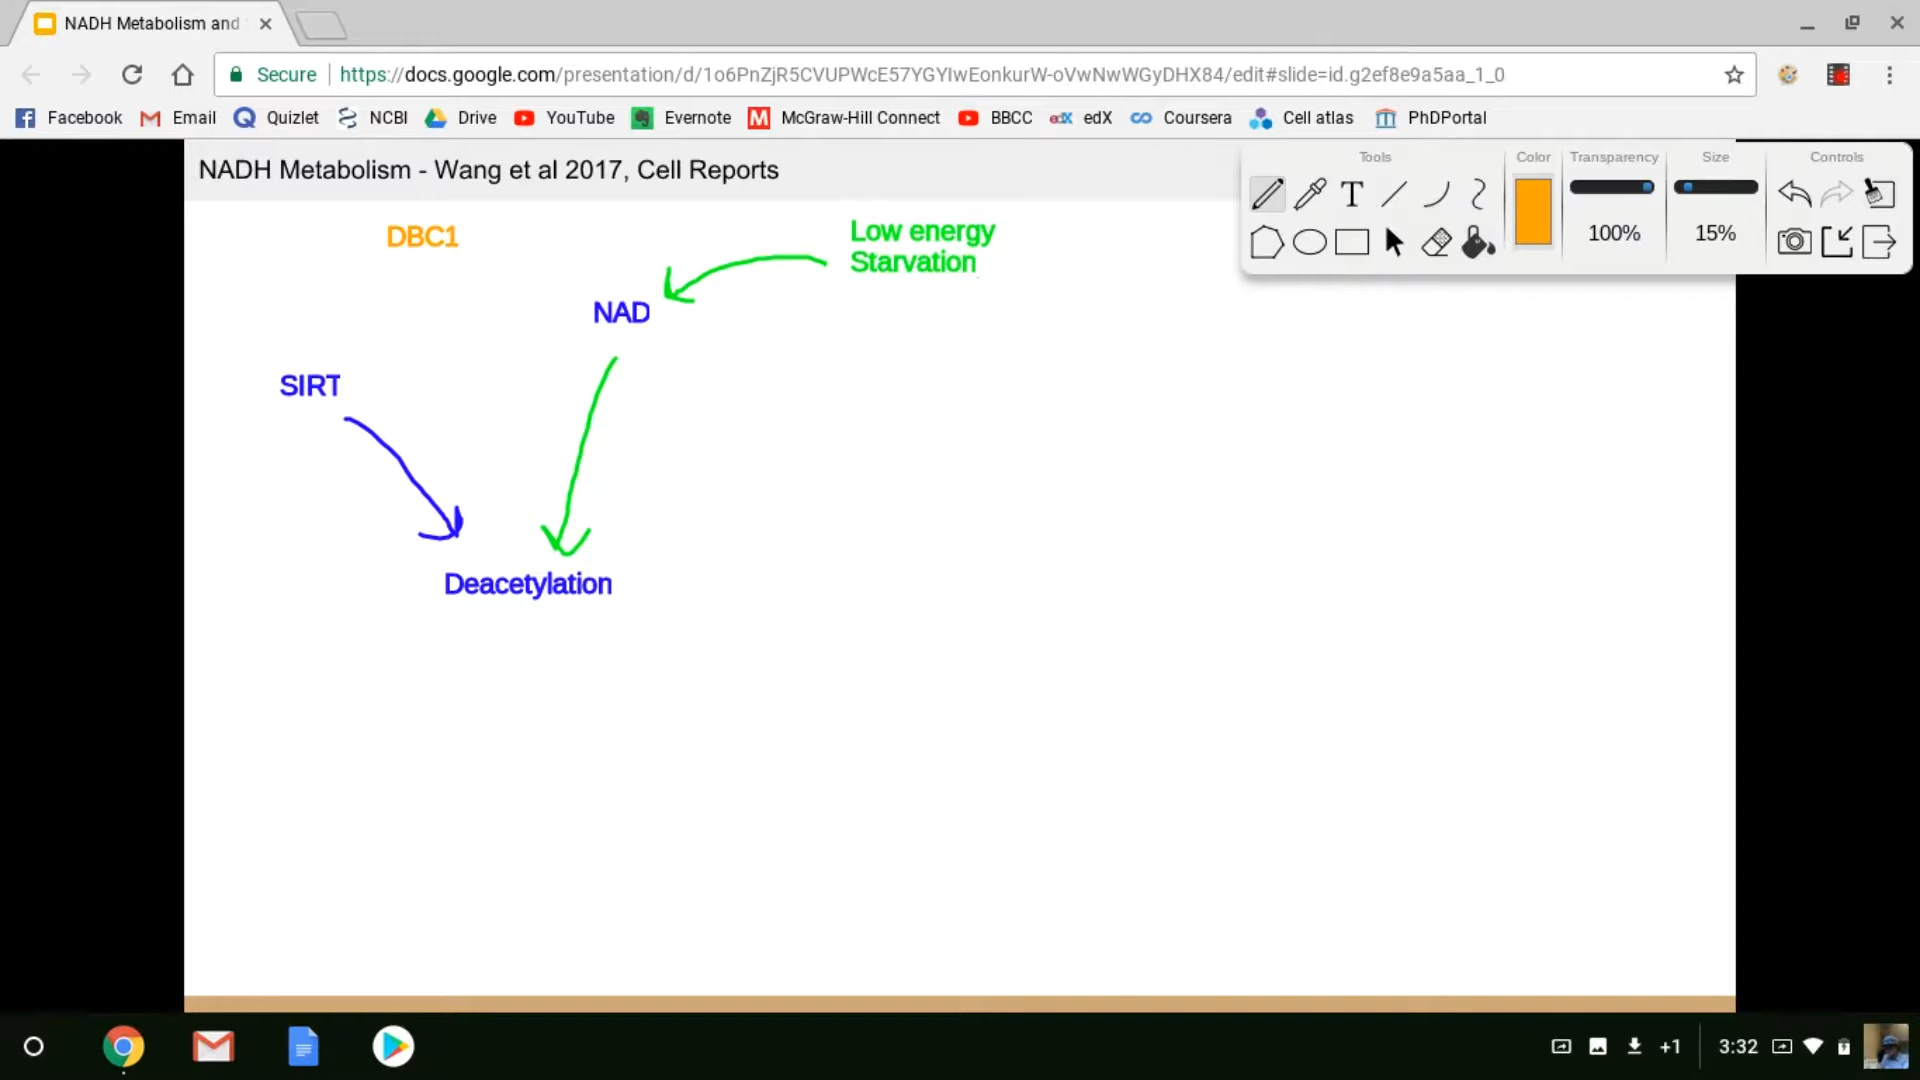 NADH Metabolism and
Secure https://docs.google.com/presentation/d/1o6PnZjR5CVUPWcE57YGYIwEonkurW-oVwNwWGyDHX84/edit#slide=id.g2ef8e9a5aa_1_0
Facebook Email Quizlet NCBI Drive YouTube Evernote McGraw-Hill Connect BBCC edX edX Coursera Cell atlas PhDPortal
NADH Metabolism - Wang et al 2017, Cell Reports
Tools Color Transparency Size Controls
100% 15%
DBC1
Low energy
Starvation
NAD
SIRT
Deacetylation
+1 3:32